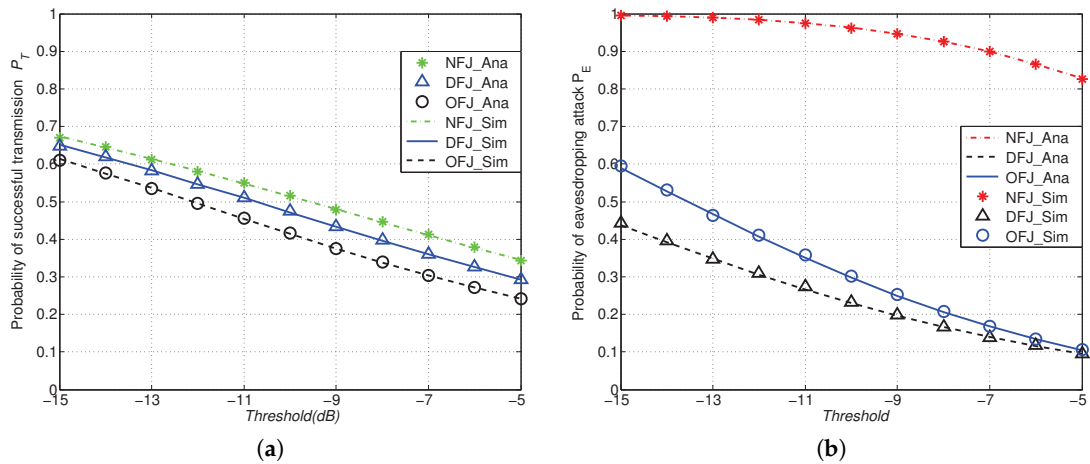 Probability of successful transmission P_T
1
0.9
0.8
0.7
0.6
0.5
0.4
0.3
0.2
0.1
0
−15 −13 −11 −9 −7 −5
Threshold(dB)
NFJ_Ana
DFJ_Ana
OFJ_Ana
NFJ_Sim
DFJ_Sim
OFJ_Sim
(a)
Probability of eavesdropping attack P_E
1
0.9
0.8
0.7
0.6
0.5
0.4
0.3
0.2
0.1
0
−15 −13 −11 −9 −7 −5
Threshold
NFJ_Ana
DFJ_Ana
OFJ_Ana
NFJ_Sim
DFJ_Sim
OFJ_Sim
(b)